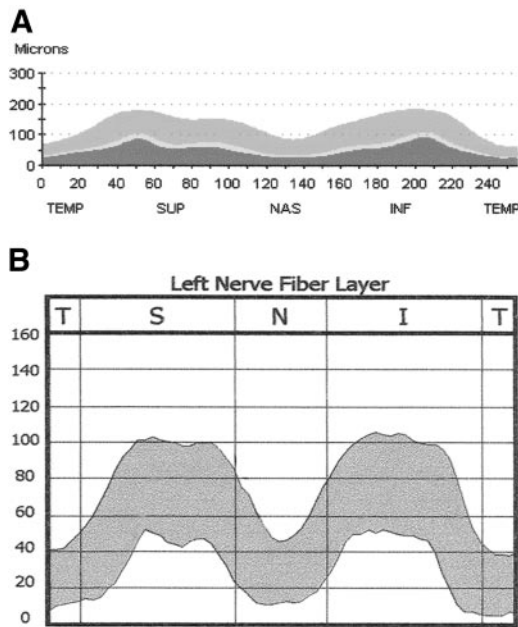 A
Microns
300
200
100
0
0 20 40 60 80 100 120 140 160 180 200 220 240
TEMP SUP NAS INF TEMP
B
Left Nerve Fiber Layer
T S N I T
160
140
120
100
80
60
40
20
0